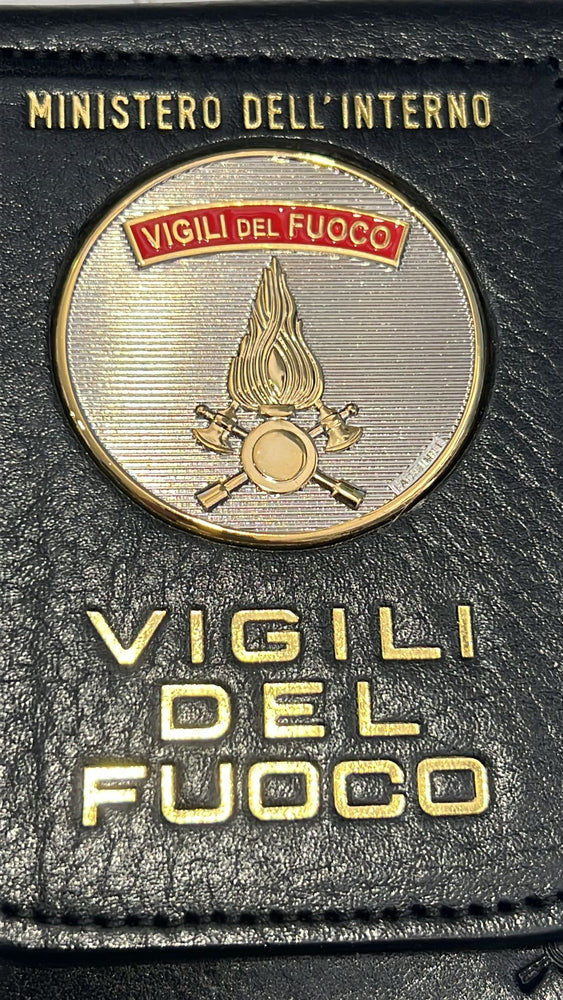 MINISTERO DELL'INTERNO
VIGILI DEL FUOCO
VIGILI
DEL
FUOCO